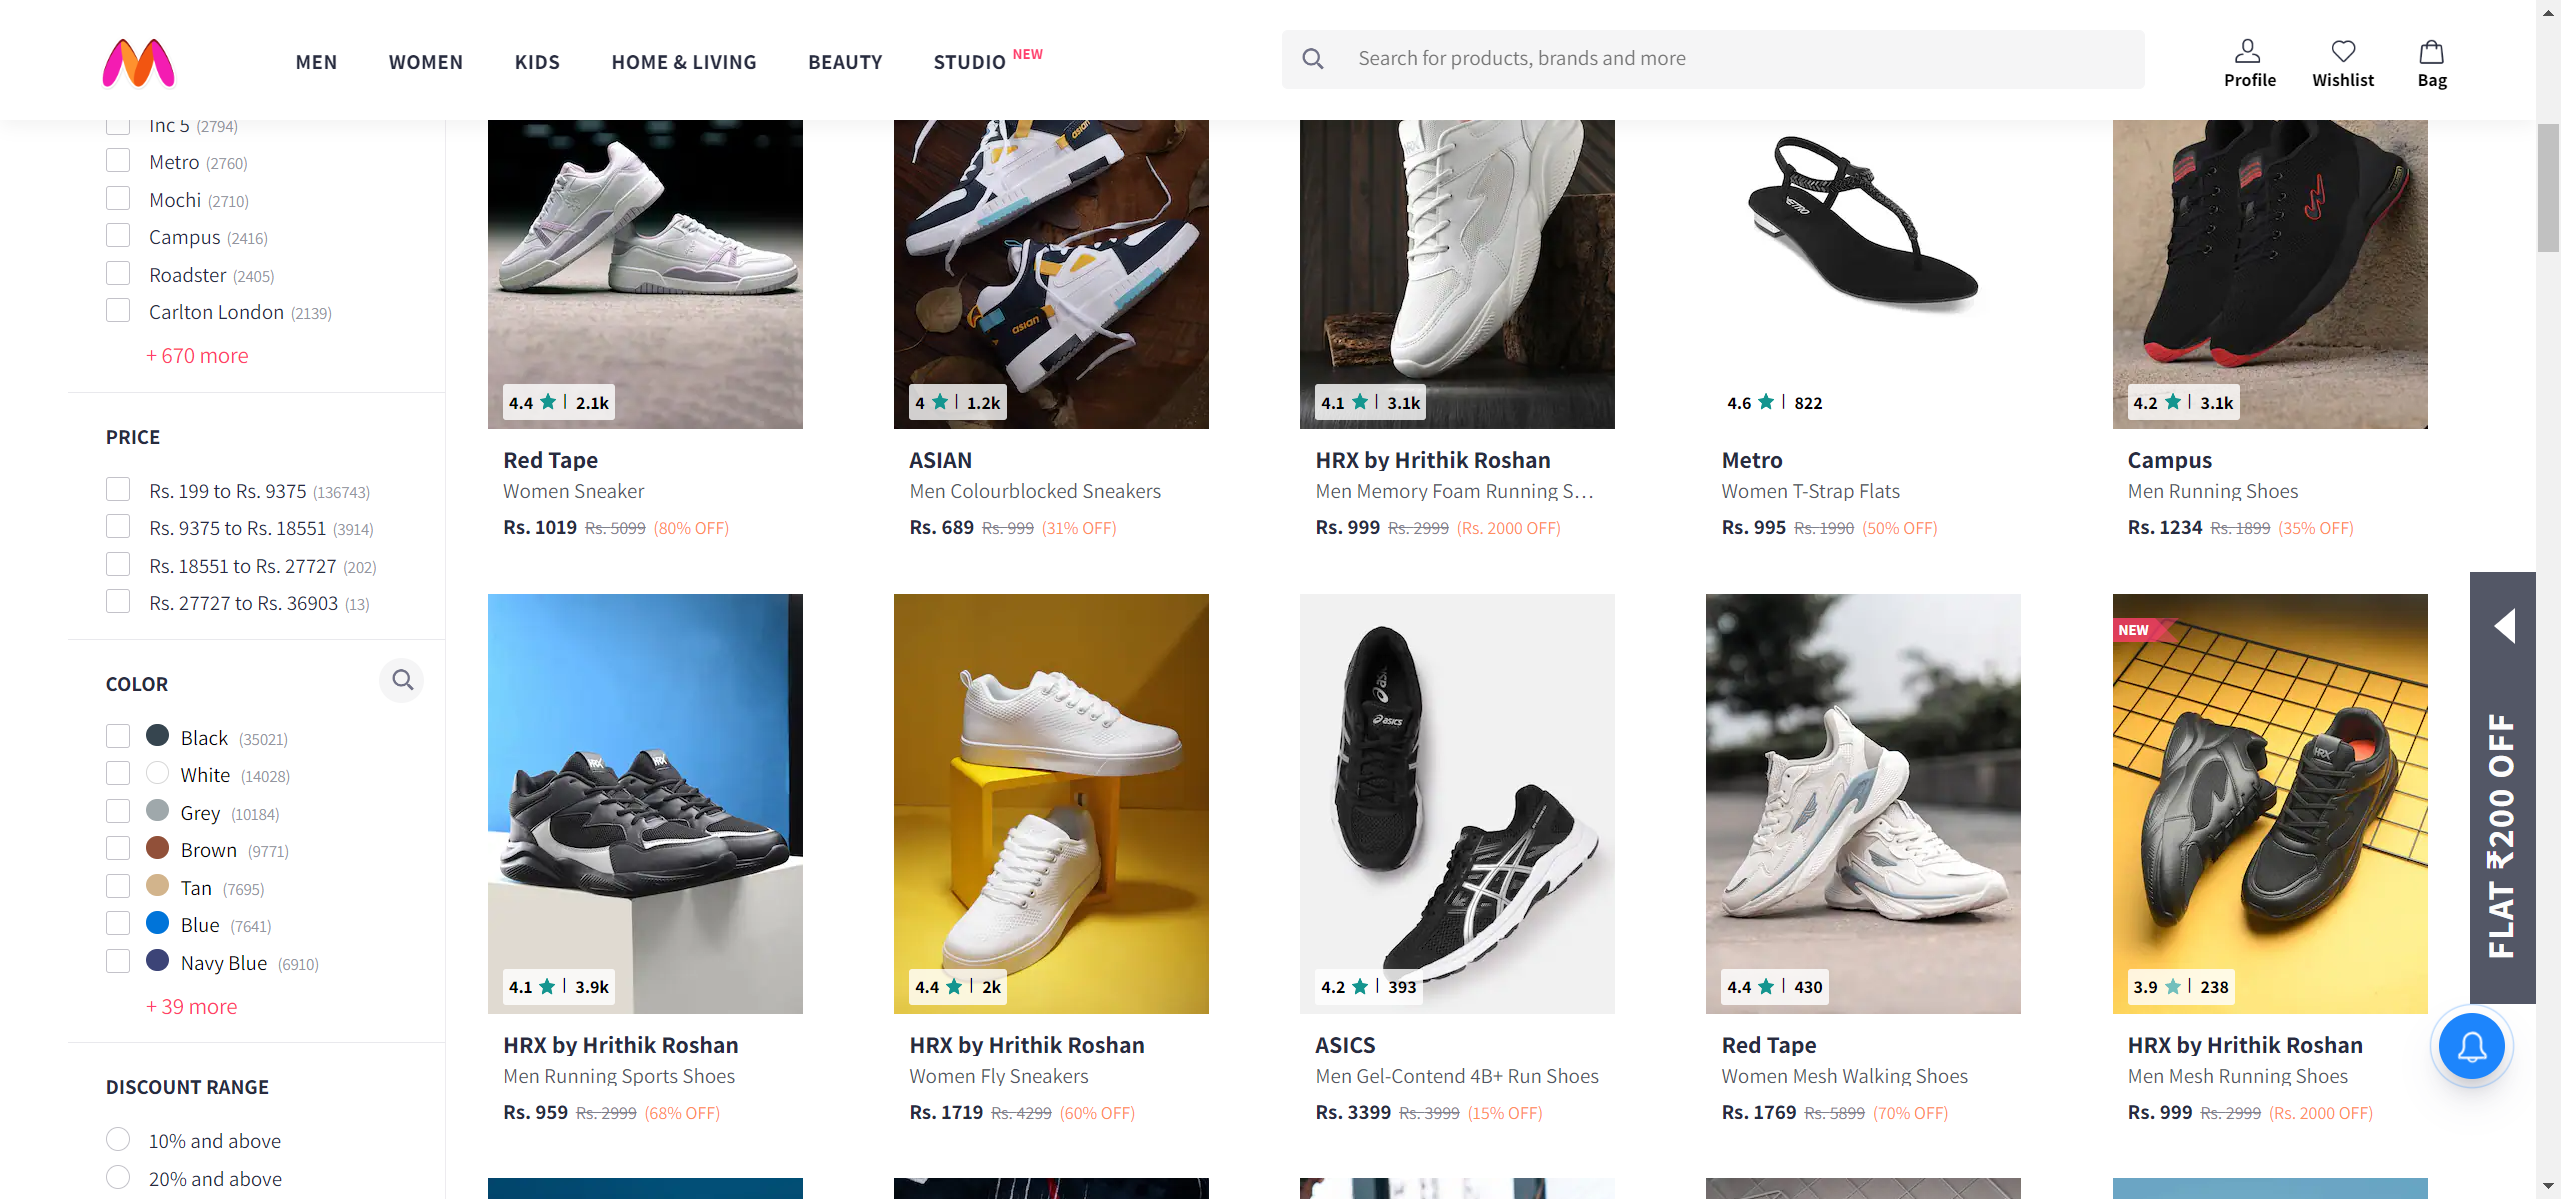 MEN
WOMEN
KIDS
HOME & LIVING
BEAUTY
STUDIO NEW
Search for products, brands and more
Profile
Wishlist
Bag
Inc 5 (2794)
Metro (2760)
Mochi (2710)
Campus (2416)
Roadster (2405)
Carlton London (2139)
+ 670 more
PRICE
Rs. 199 to Rs. 9375 (136743)
Rs. 9375 to Rs. 18551 (3914)
Rs. 18551 to Rs. 27727 (202)
Rs. 27727 to Rs. 36903 (13)
COLOR
Black (35021)
White (14028)
Grey (10184)
Brown (9771)
Tan (7695)
Blue (7641)
Navy Blue (6910)
+ 39 more
DISCOUNT RANGE
10% and above
20% and above
4.4 | 2.1k
Red Tape
Women Sneaker
Rs. 1019 Rs. 5099 (80% OFF)
asian
asian
4 | 1.2k
ASIAN
Men Colourblocked Sneakers
Rs. 689 Rs. 999 (31% OFF)
HRX
4.1 | 3.1k
HRX by Hrithik Roshan
Men Memory Foam Running S...
Rs. 999 Rs. 2999 (Rs. 2000 OFF)
METRO
4.6 | 822
Metro
Women T-Strap Flats
Rs. 995 Rs. 1990 (50% OFF)
4.2 | 3.1k
Campus
Men Running Shoes
Rs. 1234 Rs. 1899 (35% OFF)
HRX
HRX
4.1 | 3.9k
HRX by Hrithik Roshan
Men Running Sports Shoes
Rs. 959 Rs. 2999 (68% OFF)
4.4 | 2k
HRX by Hrithik Roshan
Women Fly Sneakers
Rs. 1719 Rs. 4299 (60% OFF)
asics
4.2 | 393
ASICS
Men Gel-Contend 4B+ Run Shoes
Rs. 3399 Rs. 3999 (15% OFF)
4.4 | 430
Red Tape
Women Mesh Walking Shoes
Rs. 1769 Rs. 5899 (70% OFF)
NEW
HRX
3.9 | 238
HRX by Hrithik Roshan
Men Mesh Running Shoes
Rs. 999 Rs. 2999 (Rs. 2000 OFF)
FLAT ₹200 OFF